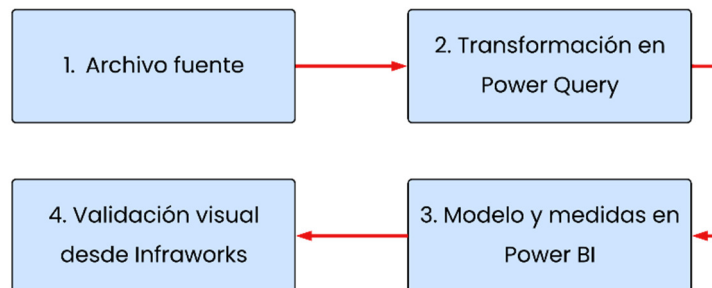 1. Archivo fuente
2. Transformación en
Power Query
3. Modelo y medidas en
Power BI
4. Validación visual
desde Infraworks